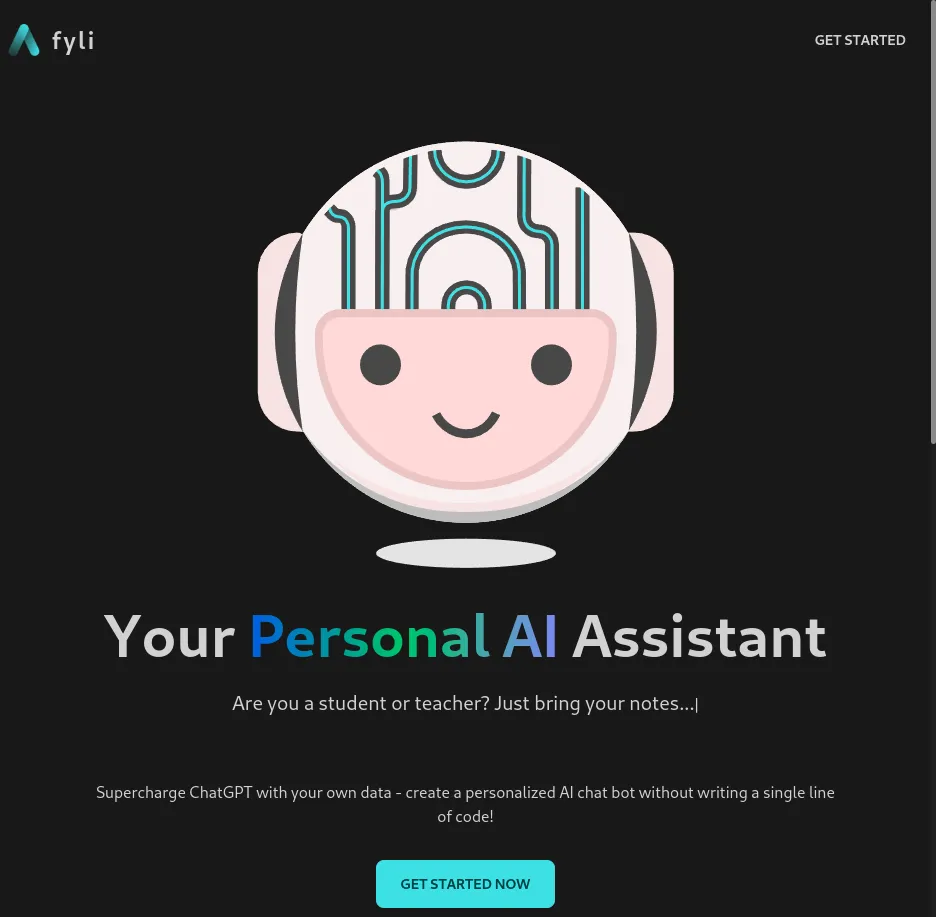 fyli
GET STARTED
Your Personal AI Assistant
Are you a student or teacher? Just bring your notes...|
Supercharge ChatGPT with your own data - create a personalized AI chat bot without writing a single line
of code!
GET STARTED NOW